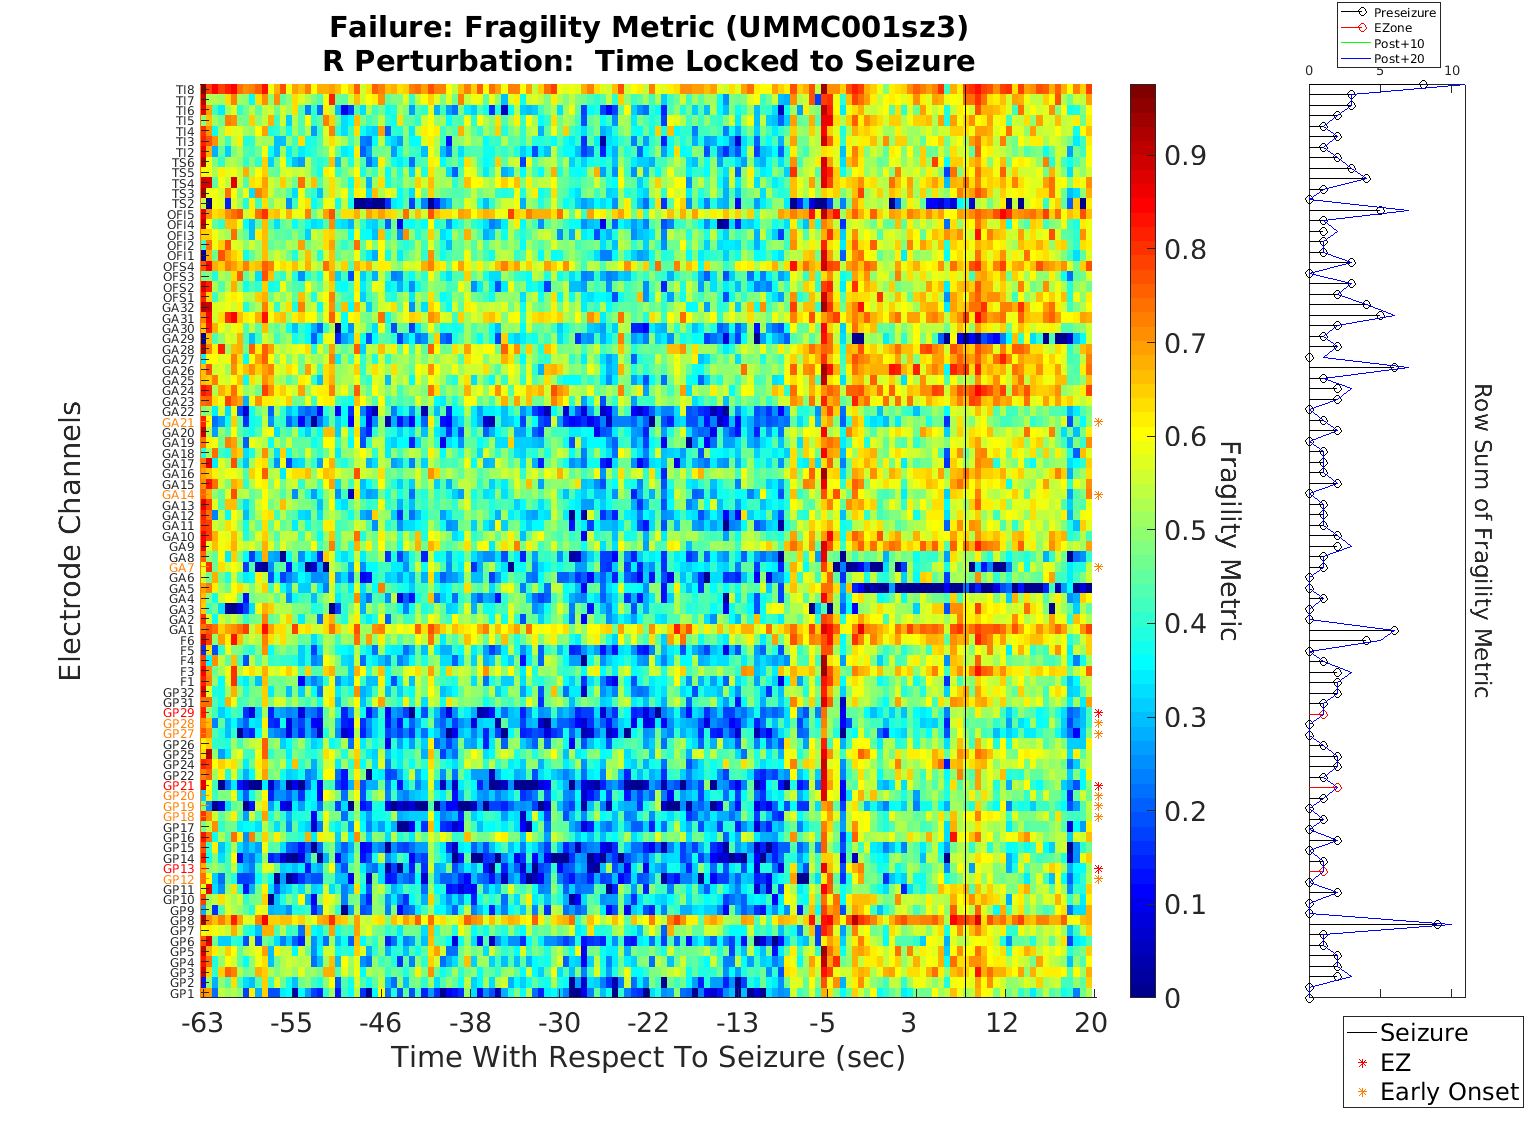 Failure: Fragility Metric (UMMC001sz3)
R Perturbation:  Time Locked to Seizure
Preseizure
EZone
Post+10
Post+20
0 5 10
TI8
TI7
TI6
TI5
TI4
TI3
TI2
TS6
TS5
TS4
TS3
TS2
OFI5
OFI4
OFI3
OFI2
OFI1
OFS4
OFS3
OFS2
OFS1
GA32
GA31
GA30
GA29
GA28
GA27
GA26
GA25
GA24
GA23
GA22
GA21
GA20
GA19
GA18
GA17
GA16
GA15
GA14
GA13
GA12
GA11
GA10
GA9
GA8
GA7
GA6
GA5
GA4
GA3
GA2
GA1
F6
F5
F4
F3
F1
GP32
GP31
GP29
GP28
GP27
GP26
GP25
GP24
GP22
GP21
GP20
GP19
GP18
GP17
GP16
GP15
GP14
GP13
GP12
GP11
GP10
GP9
GP8
GP7
GP6
GP5
GP4
GP3
GP2
GP1
Electrode Channels
-63 -55 -46 -38 -30 -22 -13 -5 3 12 20
Time With Respect To Seizure (sec)
0.9
0.8
0.7
0.6
0.5
0.4
0.3
0.2
0.1
0
Fragility Metric
Row Sum of Fragility Metric
Seizure
EZ
Early Onset